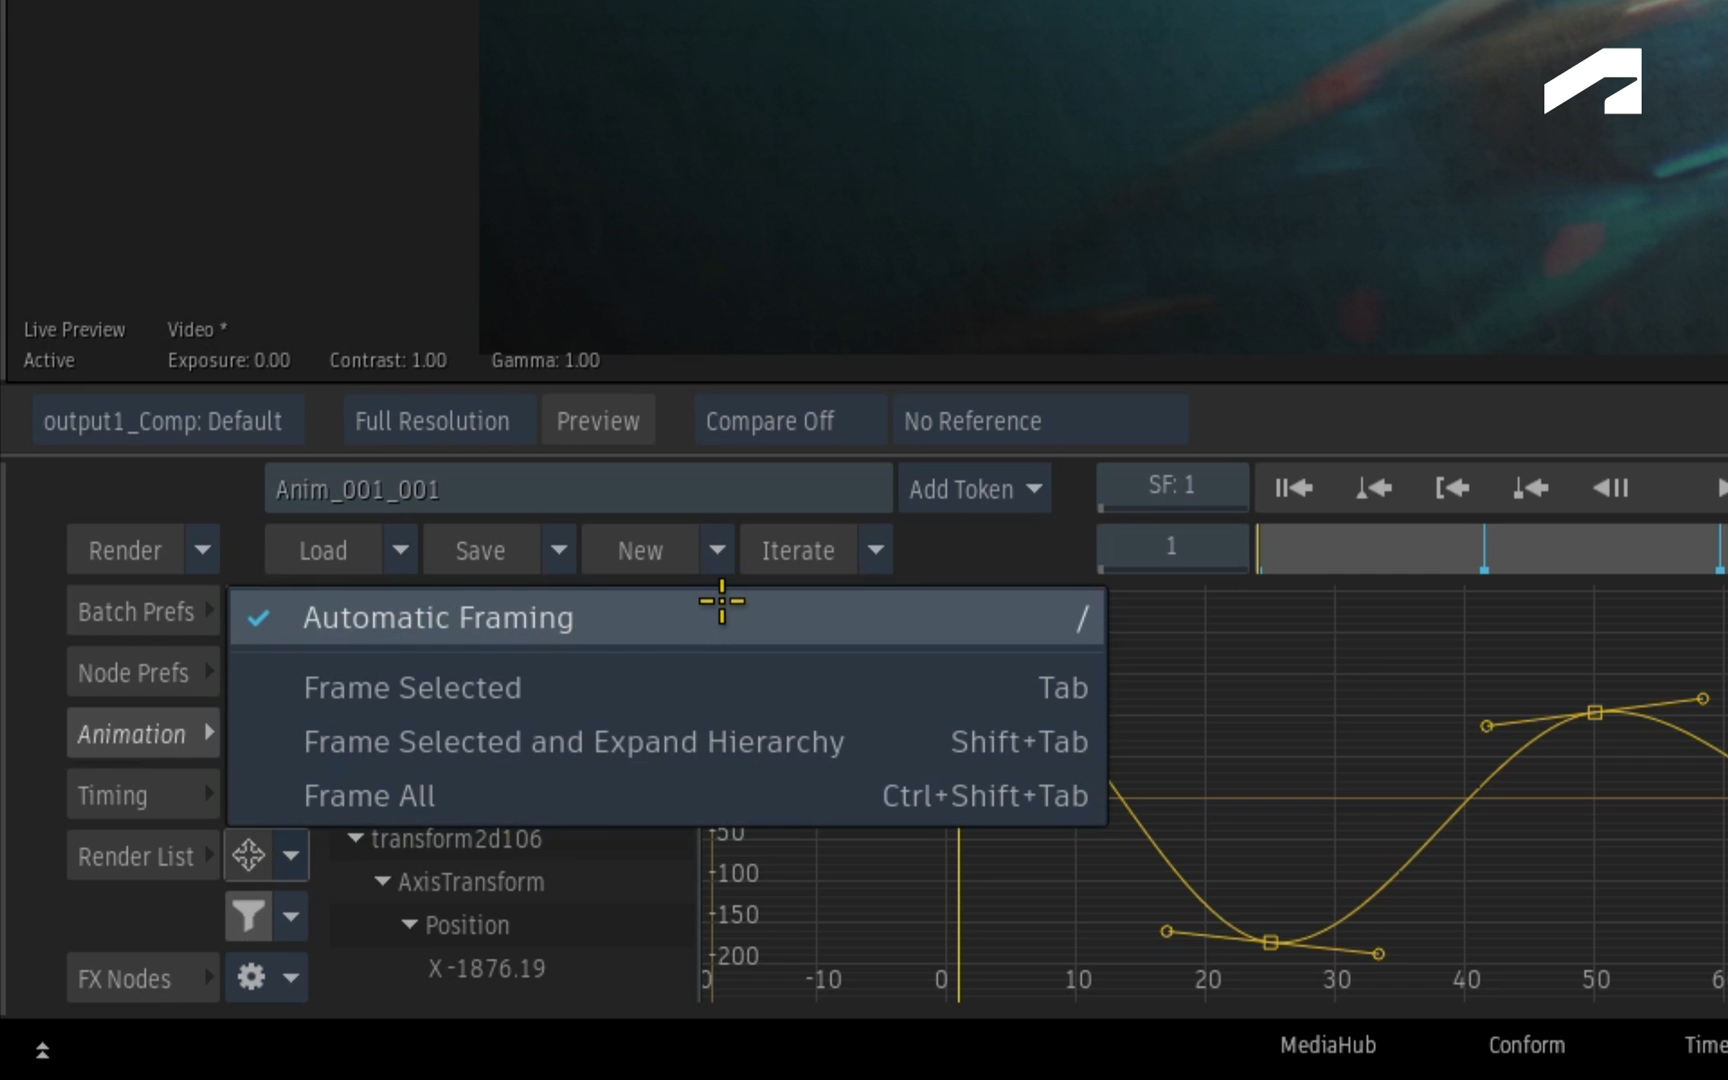 Live Preview Video *
Active Exposure: 0.00 Contrast: 1.00 Gamma: 1.00
output1_Comp: Default Full Resolution Preview Compare Off No Reference
Anim_001_001 Add Token SF: 1
Render Load Save New Iterate 1
Batch Prefs Automatic Framing /
Node Prefs Frame Selected Tab
Animation Frame Selected and Expand Hierarchy Shift+Tab
Timing Frame All Ctrl+Shift+Tab
transform2d106 -50
Render List -100
AxisTransform
Position -150
-200
X -1876.19
FX Nodes 0 -10 0 10 20 30 40 50 6
MediaHub Conform Time